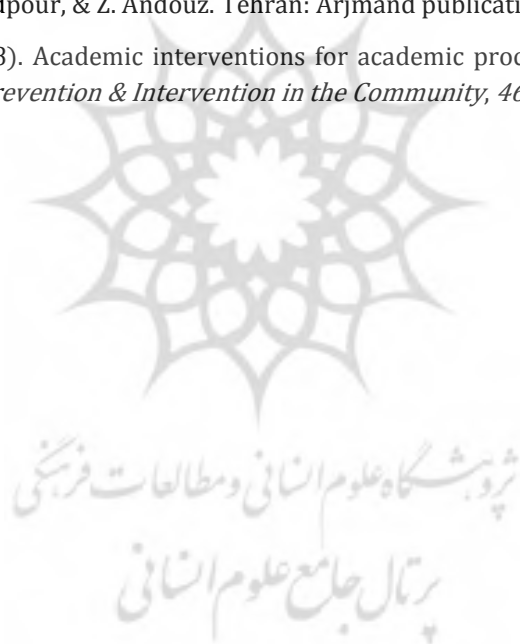 dpour, & Z. Andouz. Tehran: Arjmand publicati
3). Academic interventions for academic proc
revention & Intervention in the Community, 46
پژوهشگاه علوم انسانی و مطالعات فرهنگی
پرتال جامع علوم انسانی